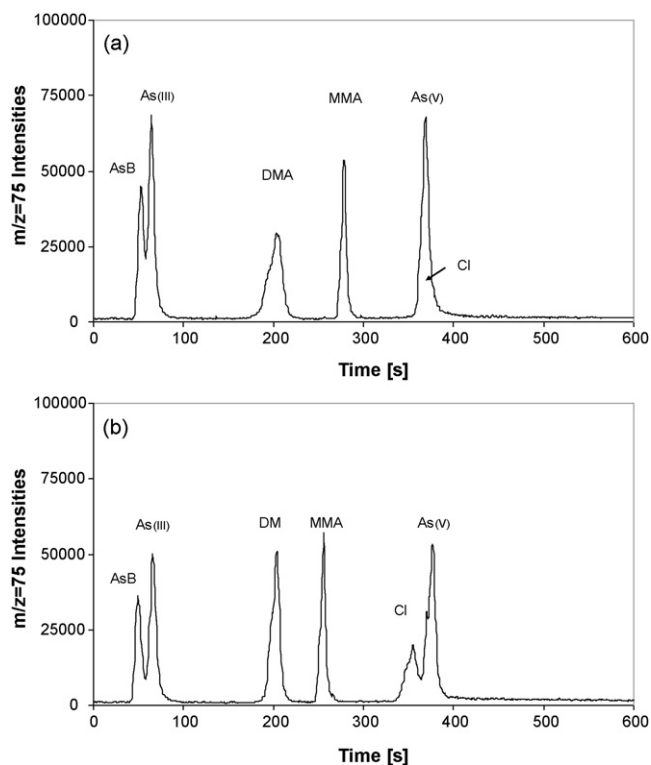 (a)
100000
75000
50000
25000
0
m/z=75 Intensities
AsB
As(III)
DMA
MMA
As(V)
Cl
0 100 200 300 400 500 600
Time [s]
(b)
100000
75000
50000
25000
0
m/z=75 Intensities
AsB
As(III)
DM
MMA
Cl
As(V)
0 100 200 300 400 500 600
Time [s]